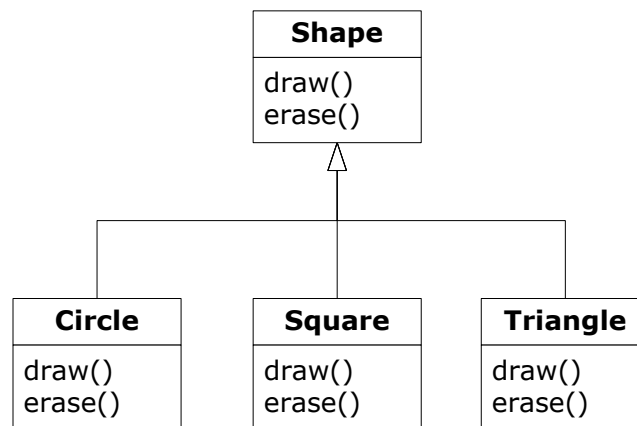 Shape
draw()
erase()
Circle
draw()
erase()
Square
draw()
erase()
Triangle
draw()
erase()